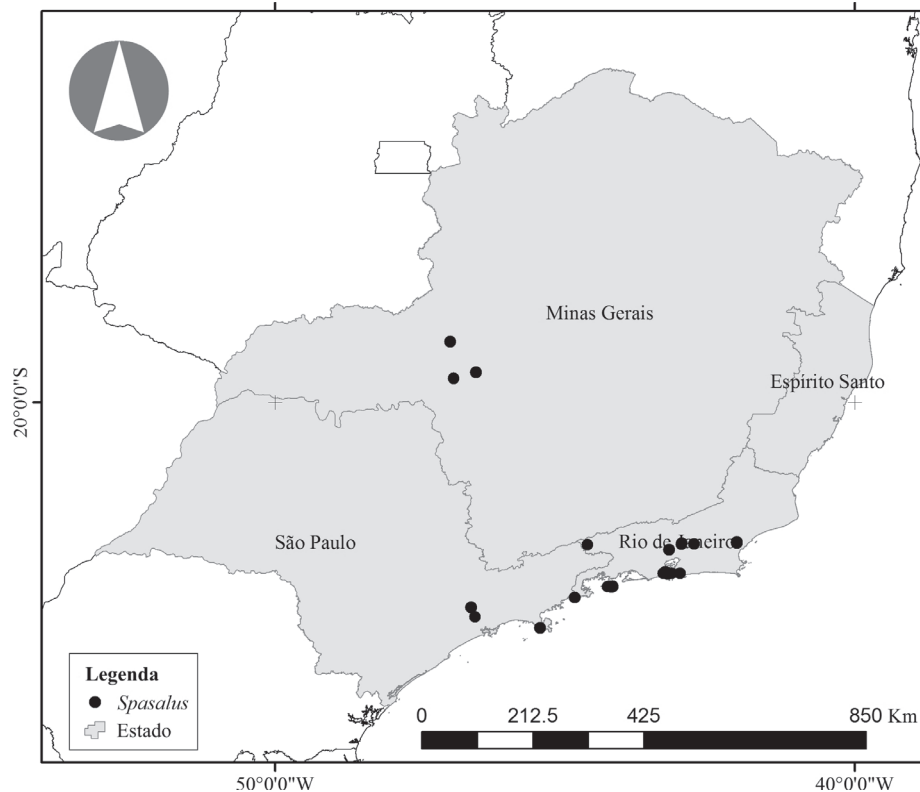 Minas Gerais
Espírito Santo
20°0'0"S
São Paulo
Rio de Janeiro
Legenda
Spasalus
Estado
0 212.5 425 850 Km
50°0'0"W 40°0'0"W